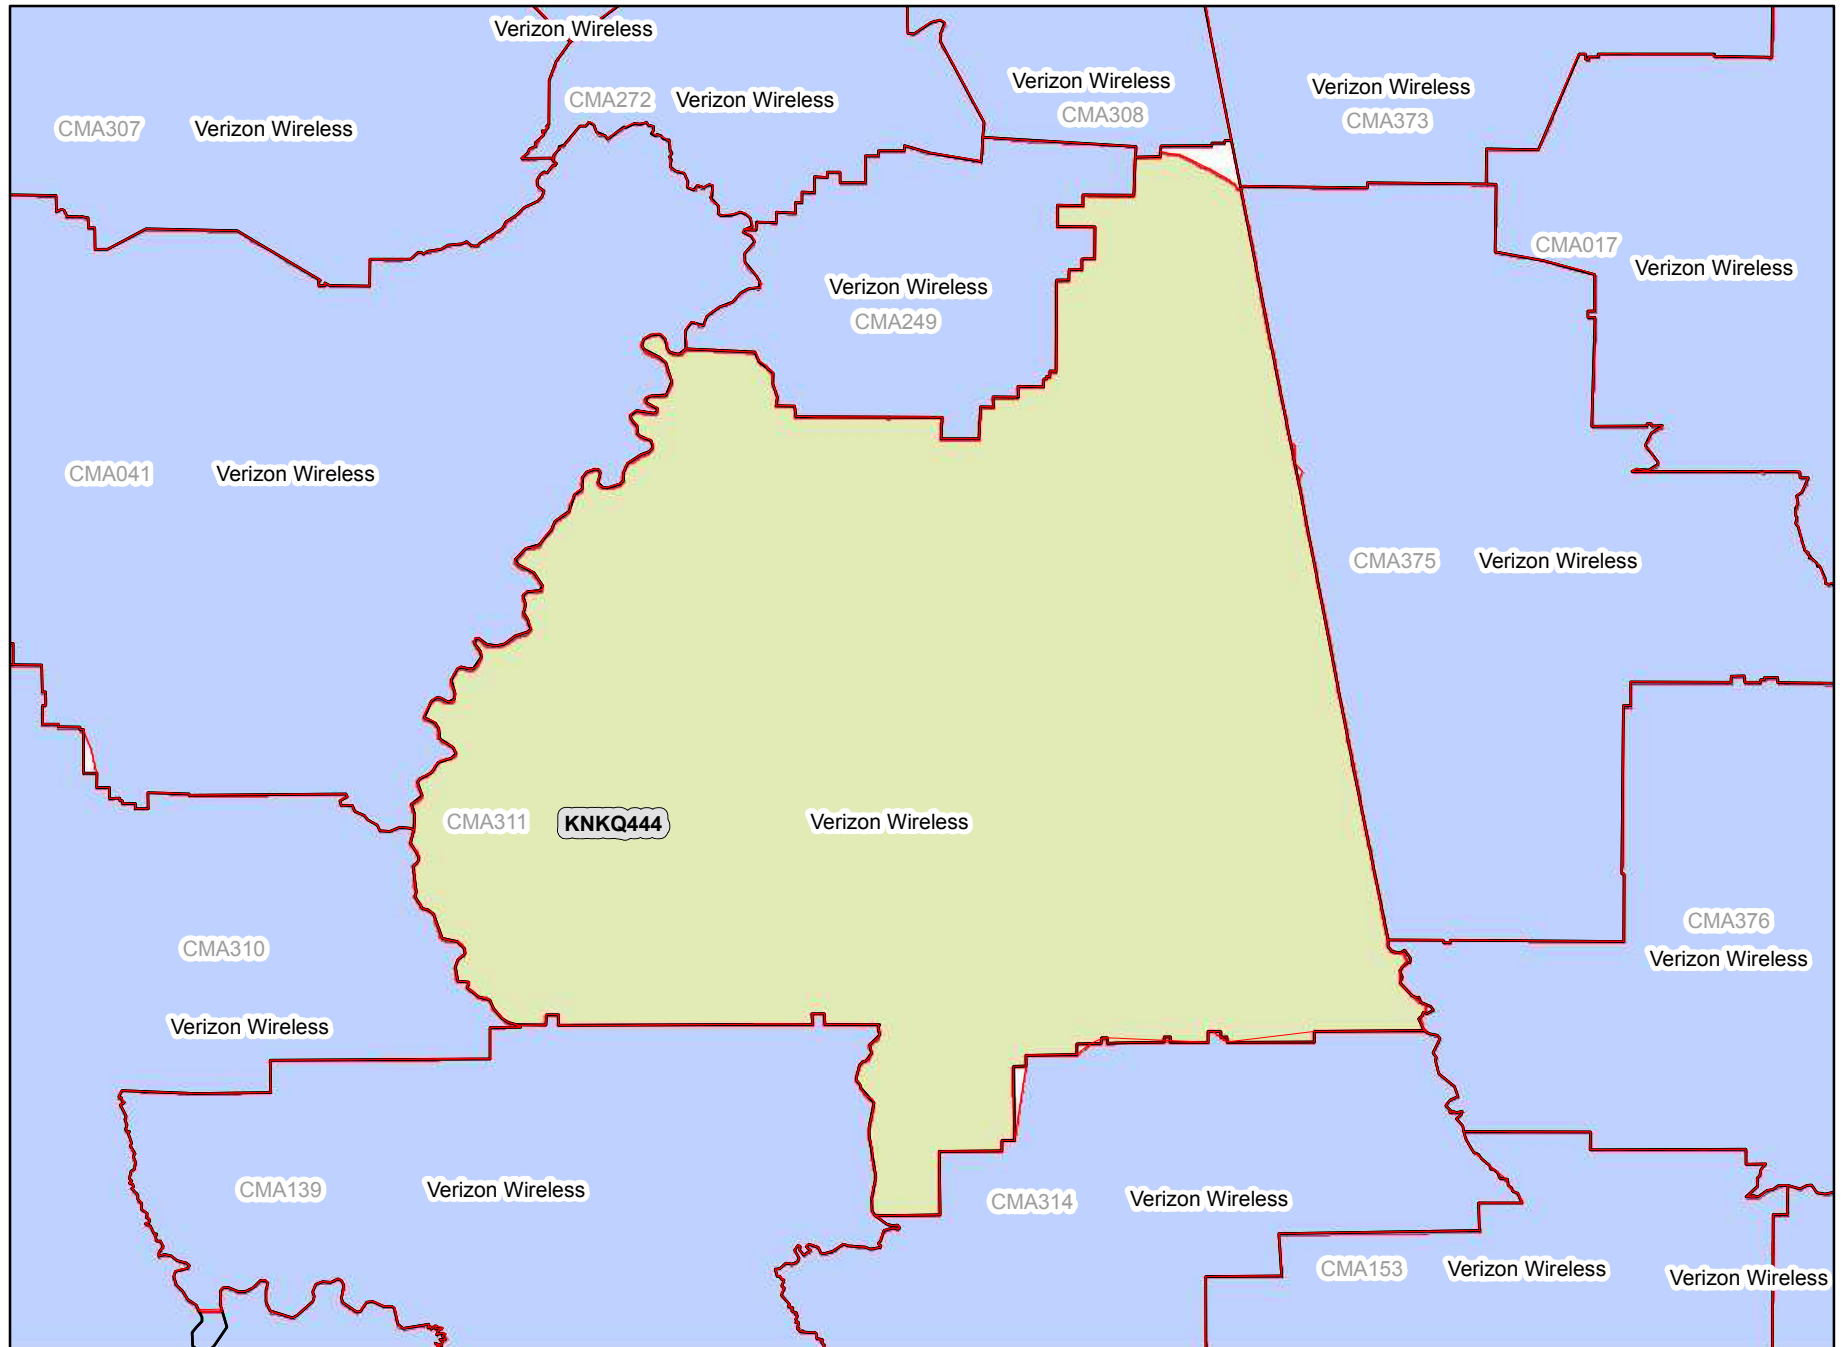 Verizon Wireless
CMA272 Verizon Wireless
CMA307 Verizon Wireless
Verizon Wireless
CMA308
Verizon Wireless
CMA373
CMA017
Verizon Wireless
Verizon Wireless
CMA249
CMA041 Verizon Wireless
CMA375 Verizon Wireless
CMA311 KNKQ444 Verizon Wireless
CMA376
Verizon Wireless
CMA310
Verizon Wireless
CMA139 Verizon Wireless
CMA314 Verizon Wireless
CMA153 Verizon Wireless
Verizon Wireless